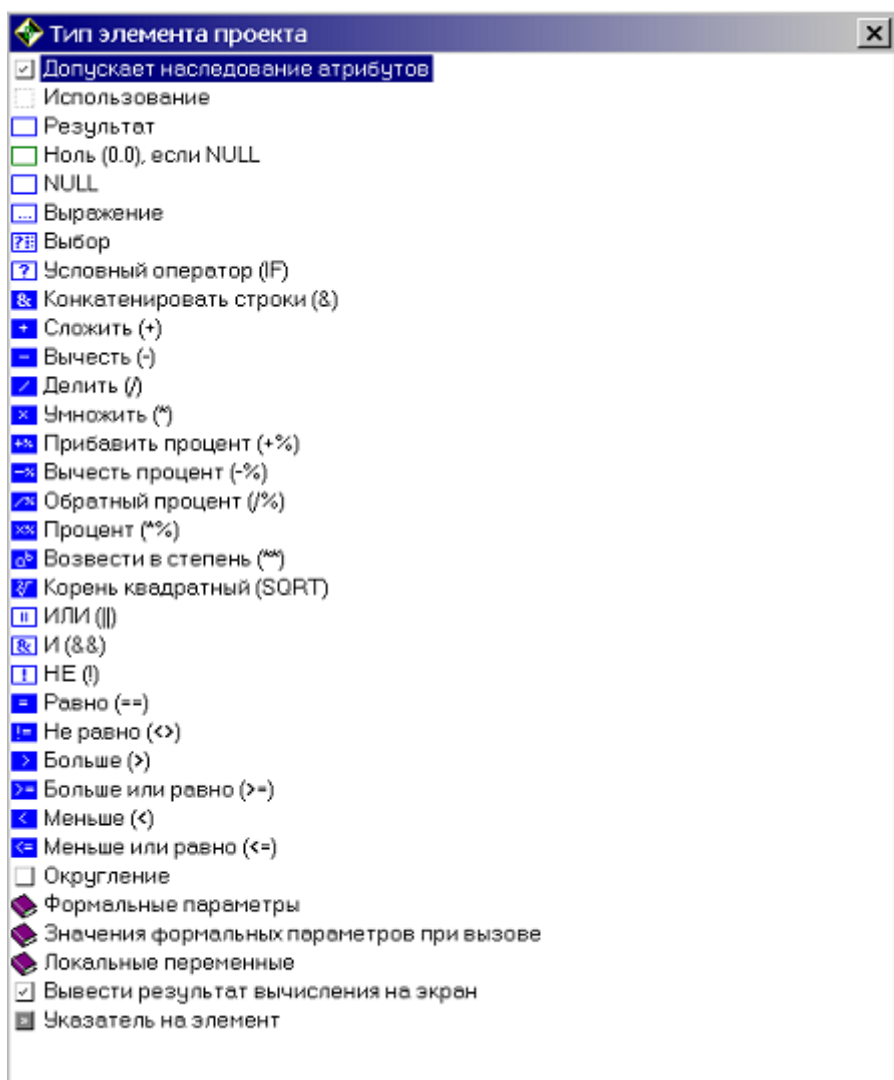 Тип элемента проекта
Допускает наследование атрибутов
Использование
Результат
Ноль (0.0), если NULL
NULL
... Выражение
? Выбор
? Условный оператор (IF)
& Конкатенировать строки (&)
+ Сложить (+)
− Вычесть (-)
/ Делить (/)
× Умножить (*)
+% Прибавить процент (+%)
−% Вычесть процент (-%)
/% Обратный процент (/%)
×% Процент (*%)
aᵇ Возвести в степень (**)
√ Корень квадратный (SQRT)
|| ИЛИ (||)
& И (&&)
! НЕ (!)
= Равно (==)
!= Не равно (<>)
> Больше (>)
>= Больше или равно (>=)
< Меньше (<)
<= Меньше или равно (<=)
Округление
Формальные параметры
Значения формальных параметров при вызове
Локальные переменные
Вывести результат вычисления на экран
Указатель на элемент